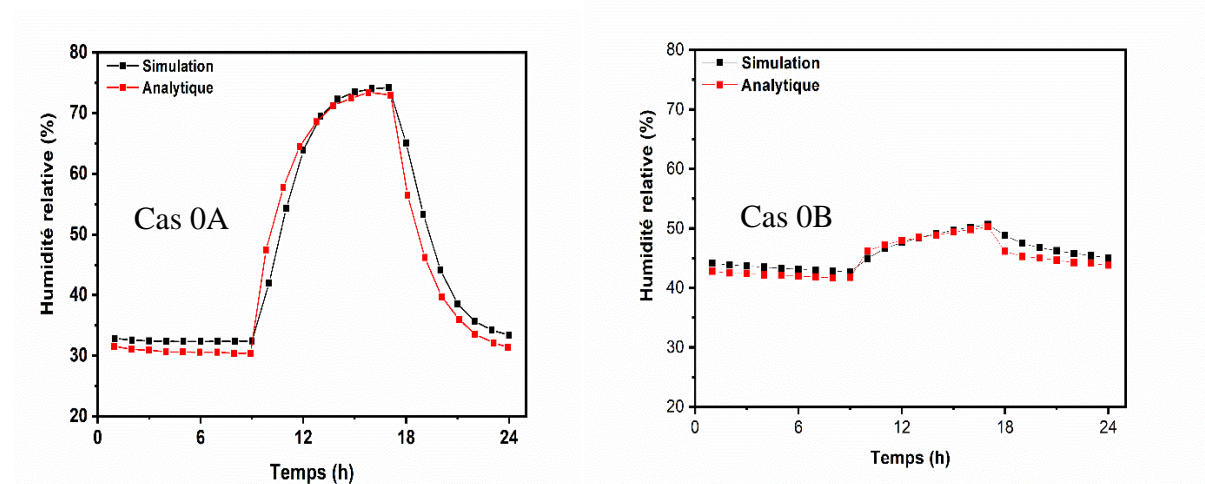 80
70
60
50
40
30
20
Humidité relative (%)
Simulation
Analytique
Cas 0A
0 6 12 18 24
Temps (h)
80
70
60
50
40
30
20
Humidité relative (%)
Simulation
Analytique
Cas 0B
0 6 12 18 24
Temps (h)